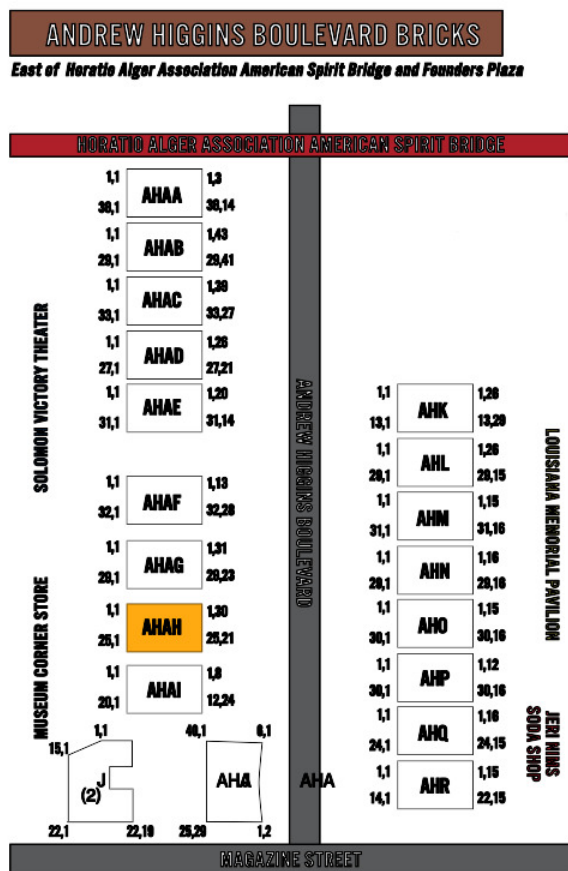 ANDREW HIGGINS BOULEVARD BRICKS
East of Horatio Alger Association American Spirit Bridge and Founders Plaza
HORATIO ALGER ASSOCIATION AMERICAN SPIRIT BRIDGE
SOLOMON VICTORY THEATER
MUSEUM CORNER STORE
1,1 AHAA 1,3
38,1 38,14
1,1 AHAB 1,43
29,1 29,41
1,1 AHAC 1,39
33,1 33,27
1,1 AHAD 1,26
27,1 27,21
1,1 AHAE 1,20
31,1 31,14
1,1 AHAF 1,13
32,1 32,28
1,1 AHAG 1,31
29,1 29,23
1,1 AHAH 1,30
25,1 25,21
1,1 AHAI 1,8
20,1 12,24
1,1
15,1
J
(2)
22,1 22,19
40,1 6,1
AHA
25,29 1,2
ANDREW HIGGINS BOULEVARD
AHA
1,1 AHK 1,26
13,1 13,29
1,1 AHL 1,26
29,1 29,15
1,1 AHM 1,15
31,1 31,16
1,1 AHN 1,16
29,1 29,16
1,1 AHO 1,15
30,1 30,16
1,1 AHP 1,12
30,1 30,16
1,1 AHQ 1,16
24,1 24,15
1,1 AHR 1,15
14,1 22,15
LOUISIANA MEMORIAL PAVILION
JERI NIMS
SODA SHOP
MAGAZINE STREET